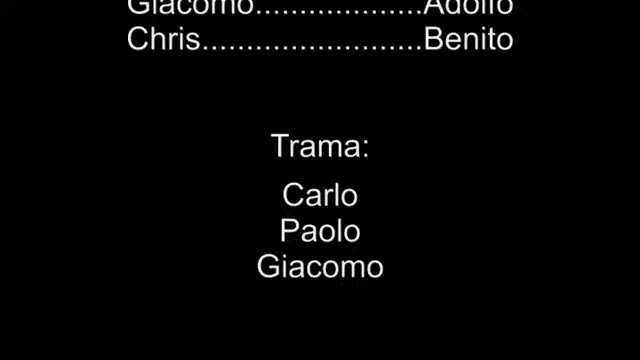 Giacomo...................Adolfo
Chris.........................Benito
Trama:
Carlo
Paolo
Giacomo